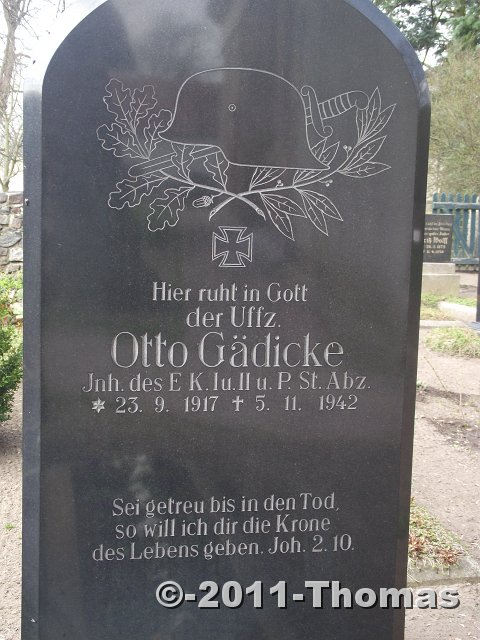 Hier ruht in Gott
der Uffz.
Otto Gädicke
Jnh. des E K. I u. II u. P. St. Abz.
* 23. 9. 1917 † 5. 11. 1942
Sei getreu bis in den Tod,
so will ich dir die Krone
des Lebens geben. Joh. 2. 10.
©-2011-Thomas